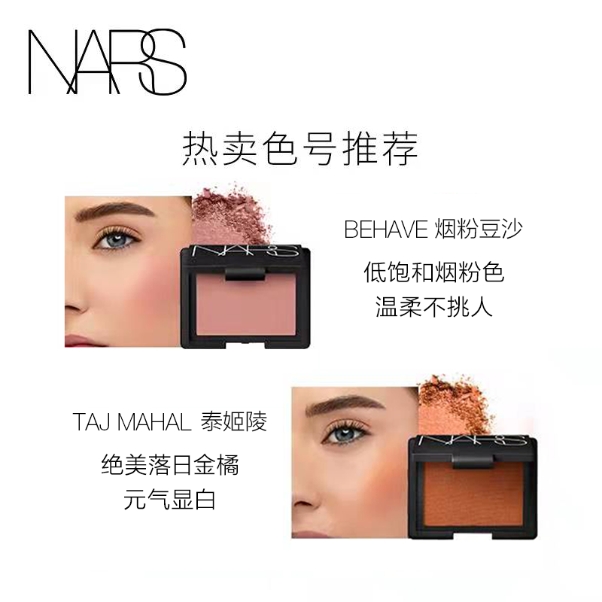 NARS
热卖色号推荐
NARS
BEHAVE 烟粉豆沙
低饱和烟粉色
温柔不挑人
TAJ MAHAL 泰姬陵
绝美落日金橘
元气显白
NARS